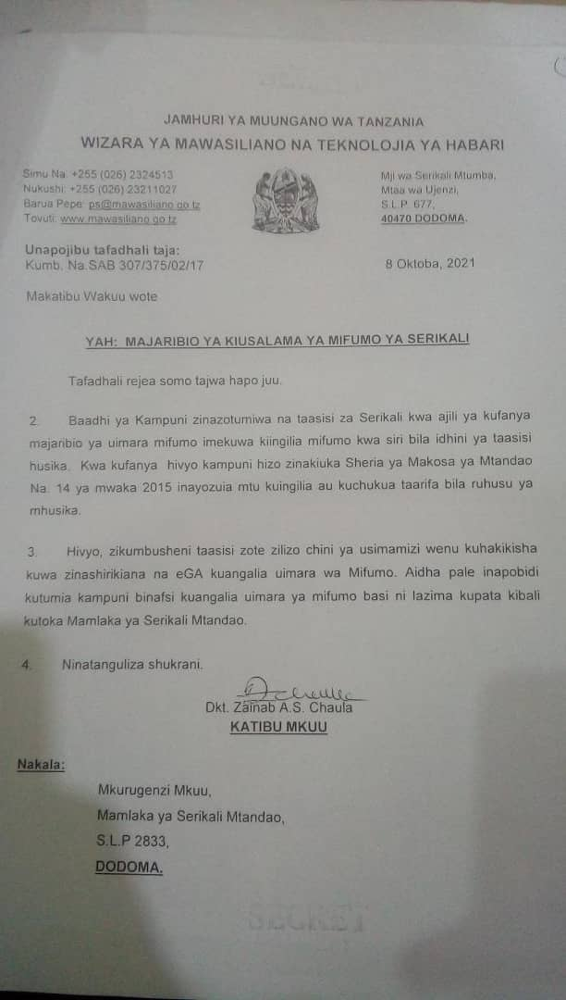 JAMHURI YA MUUNGANO WA TANZANIA
WIZARA YA MAWASILIANO NA TEKNOLOJIA YA HABARI
Simu Na. +255 (026) 2324513
Nukushi: +255 (026) 23211027
Barua Pepe: ps@mawasiliano.go.tz
Tovuti: www.mawasiliano.go.tz
Mji wa Serikali Mtumba,
Mtaa wa Ujenzi,
S.L.P. 677,
40470 DODOMA.
Unapojibu tafadhali taja:
Kumb. Na.SAB 307/375/02/17
8 Oktoba, 2021
Makatibu Wakuu wote
YAH: MAJARIBIO YA KIUSALAMA YA MIFUMO YA SERIKALI
Tafadhali rejea somo tajwa hapo juu.
2. Baadhi ya Kampuni zinazotumiwa na taasisi za Serikali kwa ajili ya kufanya
majaribio ya uimara mifumo imekuwa kiingilia mifumo kwa siri bila idhini ya taasisi
husika. Kwa kufanya hivyo kampuni hizo zinakiuka Sheria ya Makosa ya Mtandao
Na. 14 ya mwaka 2015 inayozuia mtu kuingilia au kuchukua taarifa bila ruhusu ya
mhusika.
3. Hivyo, zikumbusheni taasisi zote zilizo chini ya usimamizi wenu kuhakikisha
kuwa zinashirikiana na eGA kuangalia uimara wa Mifumo. Aidha pale inapobidi
kutumia kampuni binafsi kuangalia uimara ya mifumo basi ni lazima kupata kibali
kutoka Mamlaka ya Serikali Mtandao.
4. Ninatanguliza shukrani.
Dkt. Zainab A.S. Chaula
KATIBU MKUU
Nakala:
Mkurugenzi Mkuu,
Mamlaka ya Serikali Mtandao,
S.L.P 2833,
DODOMA.
SECRET